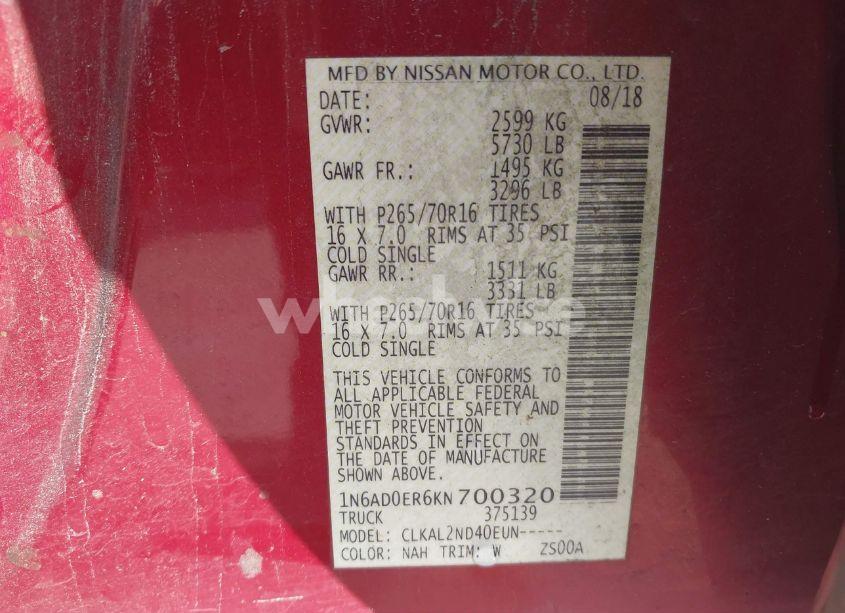 MFD BY NISSAN MOTOR CO., LTD.
DATE: 08/18
GVWR: 2599 KG
5730 LB
GAWR FR.: 1495 KG
3296 LB
WITH P265/70R16 TIRES
16 X 7.0 RIMS AT 35 PSI
COLD SINGLE
GAWR RR.: 1511 KG
3331 LB
WITH P265/70R16 TIRES
16 X 7.0 RIMS AT 35 PSI
COLD SINGLE
THIS VEHICLE CONFORMS TO
ALL APPLICABLE FEDERAL
MOTOR VEHICLE SAFETY AND
THEFT PREVENTION
STANDARDS IN EFFECT ON
THE DATE OF MANUFACTURE
SHOWN ABOVE.
1N6AD0ER6KN700320
TRUCK 375139
MODEL: CLKAL2ND40EUN-----
COLOR: NAH TRIM: W ZS00A